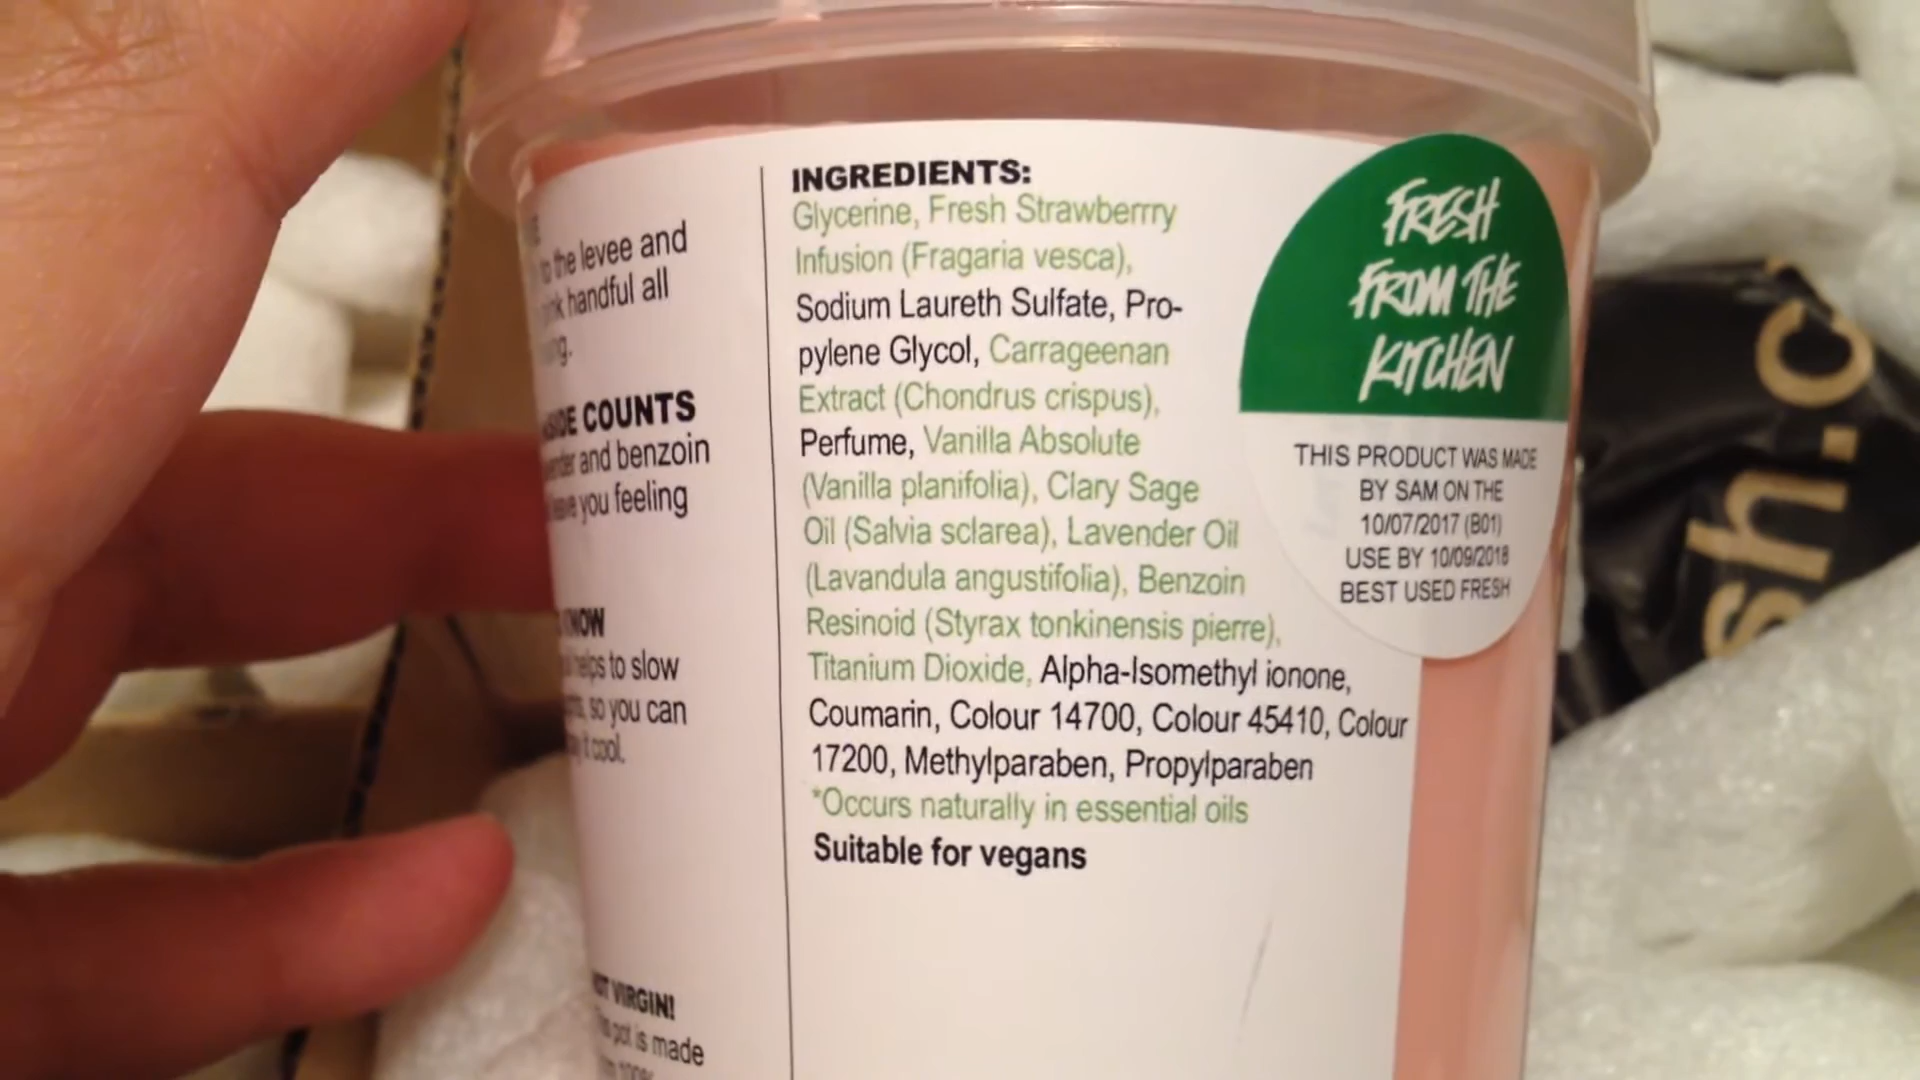 the levee and
handful all
COUNTS
and benzoin
you feeling
KNOW
helps to slow
so you can
it cool.
VIRGIN!
pot is made
INGREDIENTS:
Glycerine, Fresh Strawberrry
Infusion (Fragaria vesca),
Sodium Laureth Sulfate, Pro-
pylene Glycol, Carrageenan
Extract (Chondrus crispus),
Perfume, Vanilla Absolute
(Vanilla planifolia), Clary Sage
Oil (Salvia sclarea), Lavender Oil
(Lavandula angustifolia), Benzoin
Resinoid (Styrax tonkinensis pierre),
Titanium Dioxide, Alpha-Isomethyl ionone,
Coumarin, Colour 14700, Colour 45410, Colour
17200, Methylparaben, Propylparaben
*Occurs naturally in essential oils
Suitable for vegans
FRESH
FROM THE
KITCHEN
THIS PRODUCT WAS MADE
BY SAM ON THE
10/07/2017 (B01)
USE BY 10/09/2018
BEST USED FRESH
sh.c